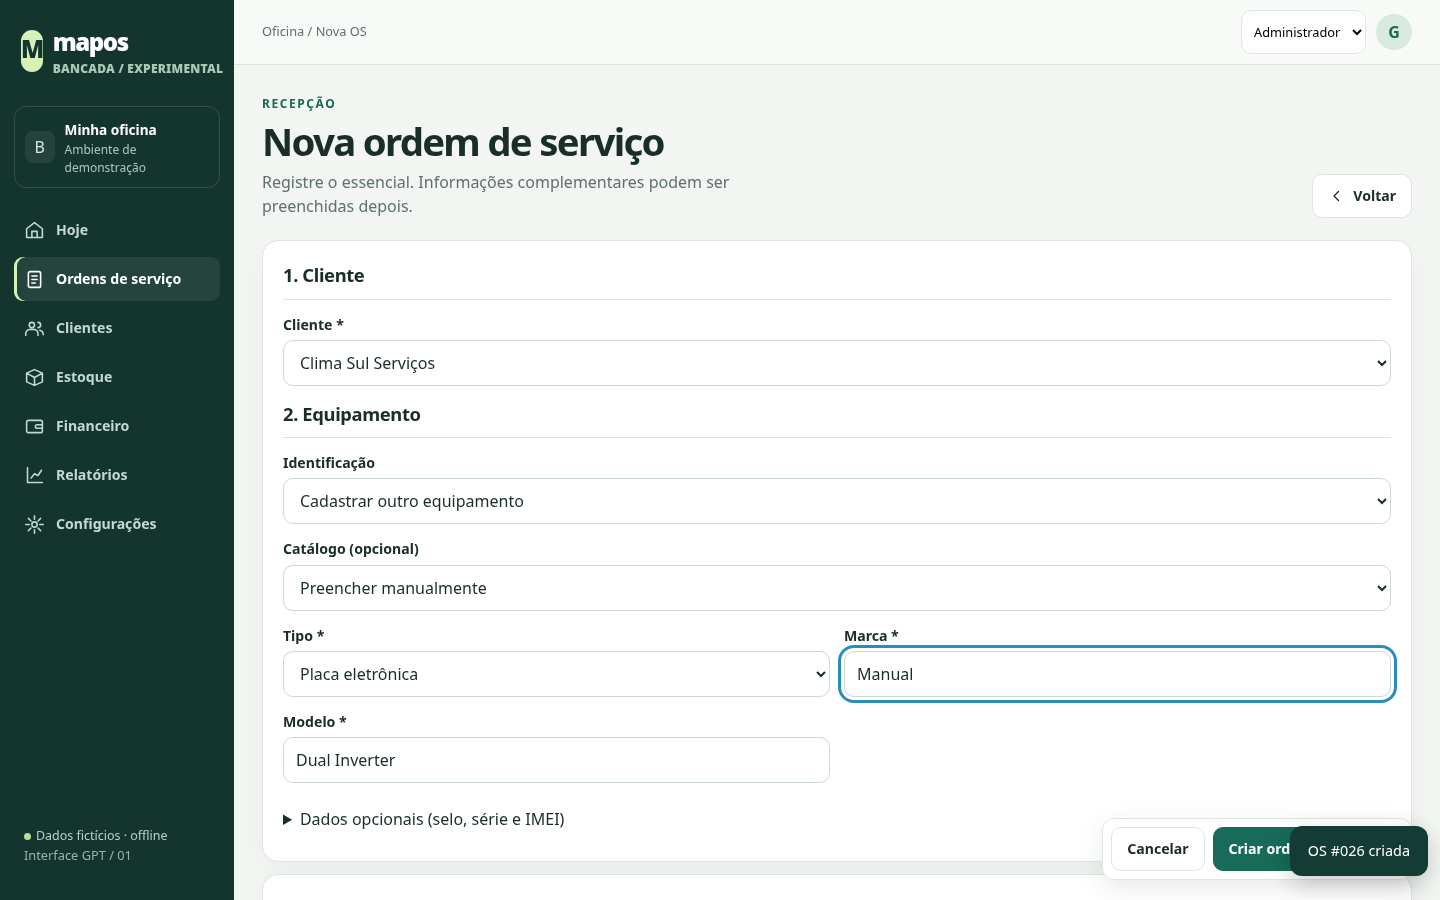 M
mapos
BANCADA / EXPERIMENTAL
B
Minha oficina
Ambiente de
demonstração
Hoje
Ordens de serviço
Clientes
Estoque
Financeiro
Relatórios
Configurações
Dados fictícios · offline
Interface GPT / 01
Oficina / Nova OS
Administrador
G
RECEPÇÃO
Nova ordem de serviço
Registre o essencial. Informações complementares podem ser
preenchidas depois.
Voltar
1. Cliente
Cliente *
Clima Sul Serviços
2. Equipamento
Identificação
Cadastrar outro equipamento
Catálogo (opcional)
Preencher manualmente
Tipo *
Placa eletrônica
Marca *
Manual
Modelo *
Dual Inverter
Dados opcionais (selo, série e IMEI)
Cancelar
Criar ord
OS #026 criada